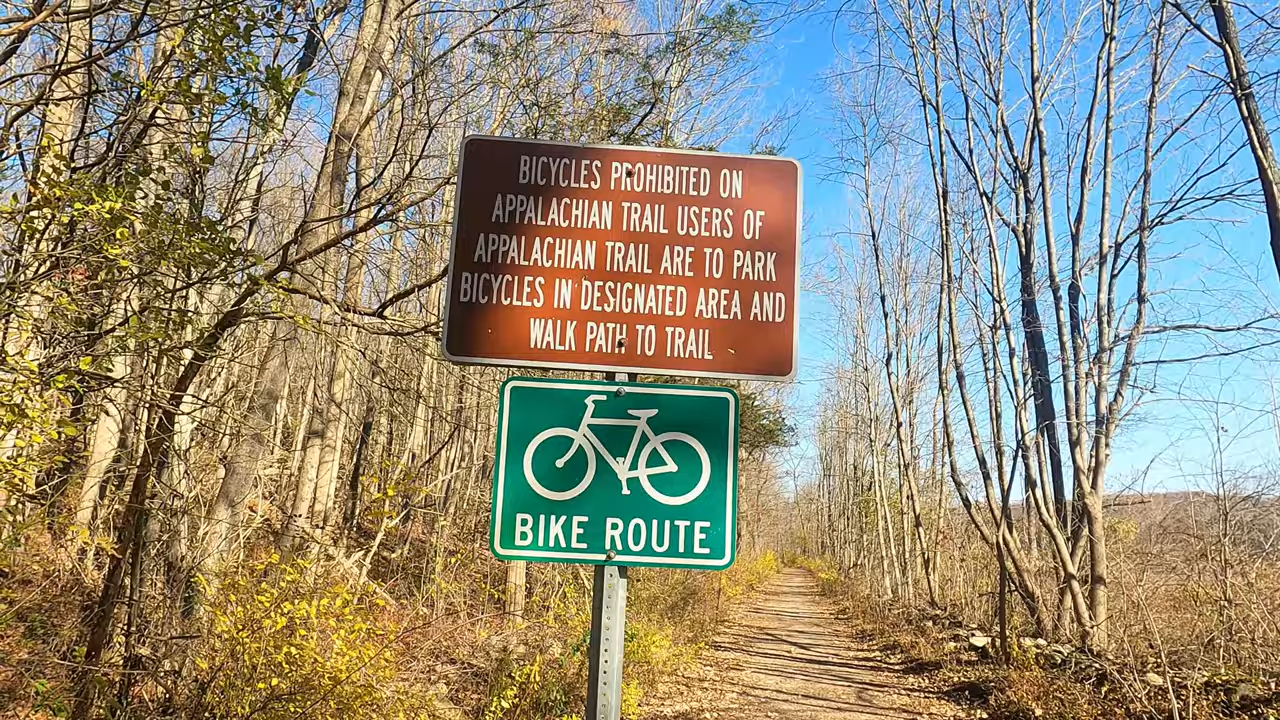 BICYCLES PROHIBITED ON
APPALACHIAN TRAIL USERS OF
APPALACHIAN TRAIL ARE TO PARK
BICYCLES IN DESIGNATED AREA AND
WALK PATH TO TRAIL
BIKE ROUTE